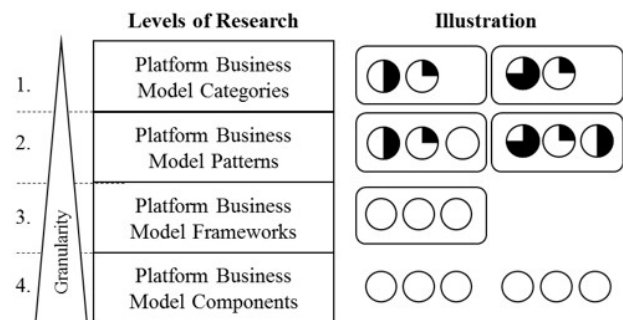 Levels of Research
Illustration
1.
Platform Business
Model Categories
2.
Platform Business
Model Patterns
3.
Platform Business
Model Frameworks
4.
Platform Business
Model Components
Granularity